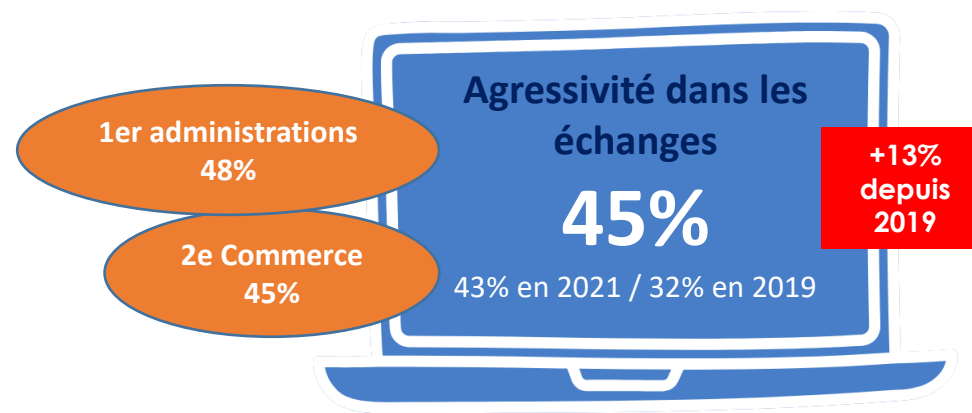 Agressivité dans les
échanges
45%
43% en 2021 / 32% en 2019
1er administrations
48%
2e Commerce
45%
+13%
depuis
2019